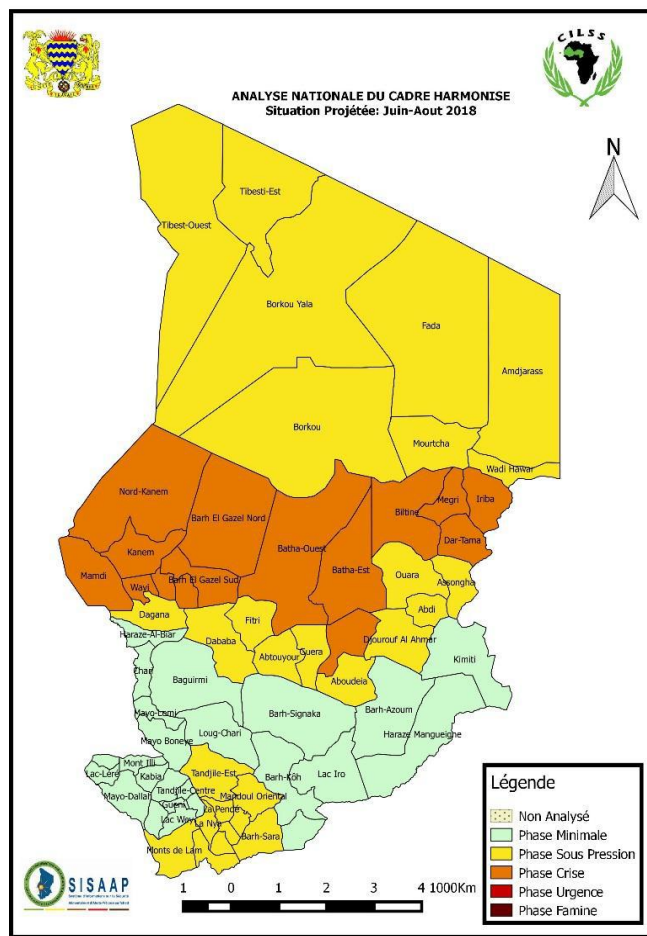 CILSS
ANALYSE NATIONALE DU CADRE HARMONISE
Situation Projétée: Juin-Aout 2018
N
Tibesti-Est
Tibest-Ouest
Borkou Yala
Fada
Amdjarass
Borkou
Mourtcha
Wadi Hawar
Nord-Kanem
Barh El Gazel Nord
Biltine
Megri
Iriba
Kanem
Batha-Ouest
Dar-Tama
Mamdi
Wayi
Barh El Gazel Sud
Batha-Est
Ouara
Assongha
Dagana
Fitri
Abdi
Haraze-Al-Biar
Dababa
Abtouyour
Guera
Djourouf Al Ahmar
Kimiti
Chari
Baguirmi
Aboudeia
Mayo-Lemi
Barh-Signaka
Barh-Azoum
Loug-Chari
Haraze Mangueighe
Mayo Boneye
Mont Illi
Lac-Léré
Kabia
Tandjile-Est
Barh-Kôh
Lac Iro
Mayo-Dallah
Tandjile-Centre
Mandoul Oriental
Gueni
La Pende
Lac Wey
La Nya
Barh-Sara
Monts de Lam
Légende
Non Analysé
Phase Minimale
Phase Sous Pression
Phase Crise
Phase Urgence
Phase Famine
SISAAP
1 0 1 2 3 4 1000Km